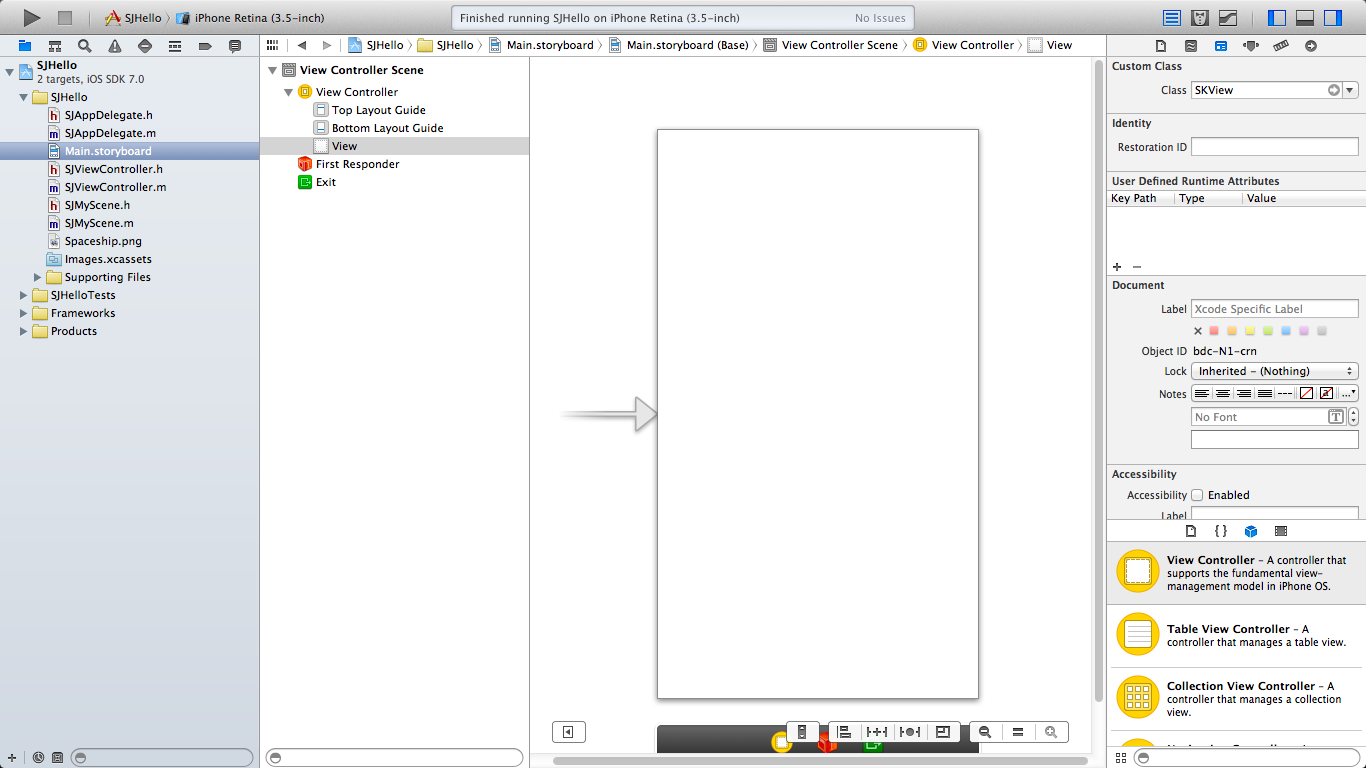 SJHello
iPhone Retina (3.5-inch)
Finished running SJHello on iPhone Retina (3.5-inch)
No Issues
SJHello
SJHello
Main.storyboard
Main.storyboard (Base)
View Controller Scene
View Controller
View
SJHello
2 targets, iOS SDK 7.0
SJHello
SJAppDelegate.h
SJAppDelegate.m
Main.storyboard
SJViewController.h
SJViewController.m
SJMyScene.h
SJMyScene.m
Spaceship.png
Images.xcassets
Supporting Files
SJHelloTests
Frameworks
Products
View Controller Scene
View Controller
Top Layout Guide
Bottom Layout Guide
View
First Responder
Exit
Custom Class
Class SKView
Identity
Restoration ID
User Defined Runtime Attributes
Key Path Type Value
Document
Label Xcode Specific Label
Object ID bdc-N1-crn
Lock Inherited - (Nothing)
Notes
No Font
Accessibility
Accessibility Enabled
Label
View Controller - A controller that
supports the fundamental view-
management model in iPhone OS.
Table View Controller - A
controller that manages a table view.
Collection View Controller - A
controller that manages a collection
view.